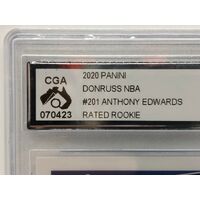 CGA
070423
2020 PANINI
DONRUSS NBA
#201 ANTHONY EDWARDS
RATED ROOKIE